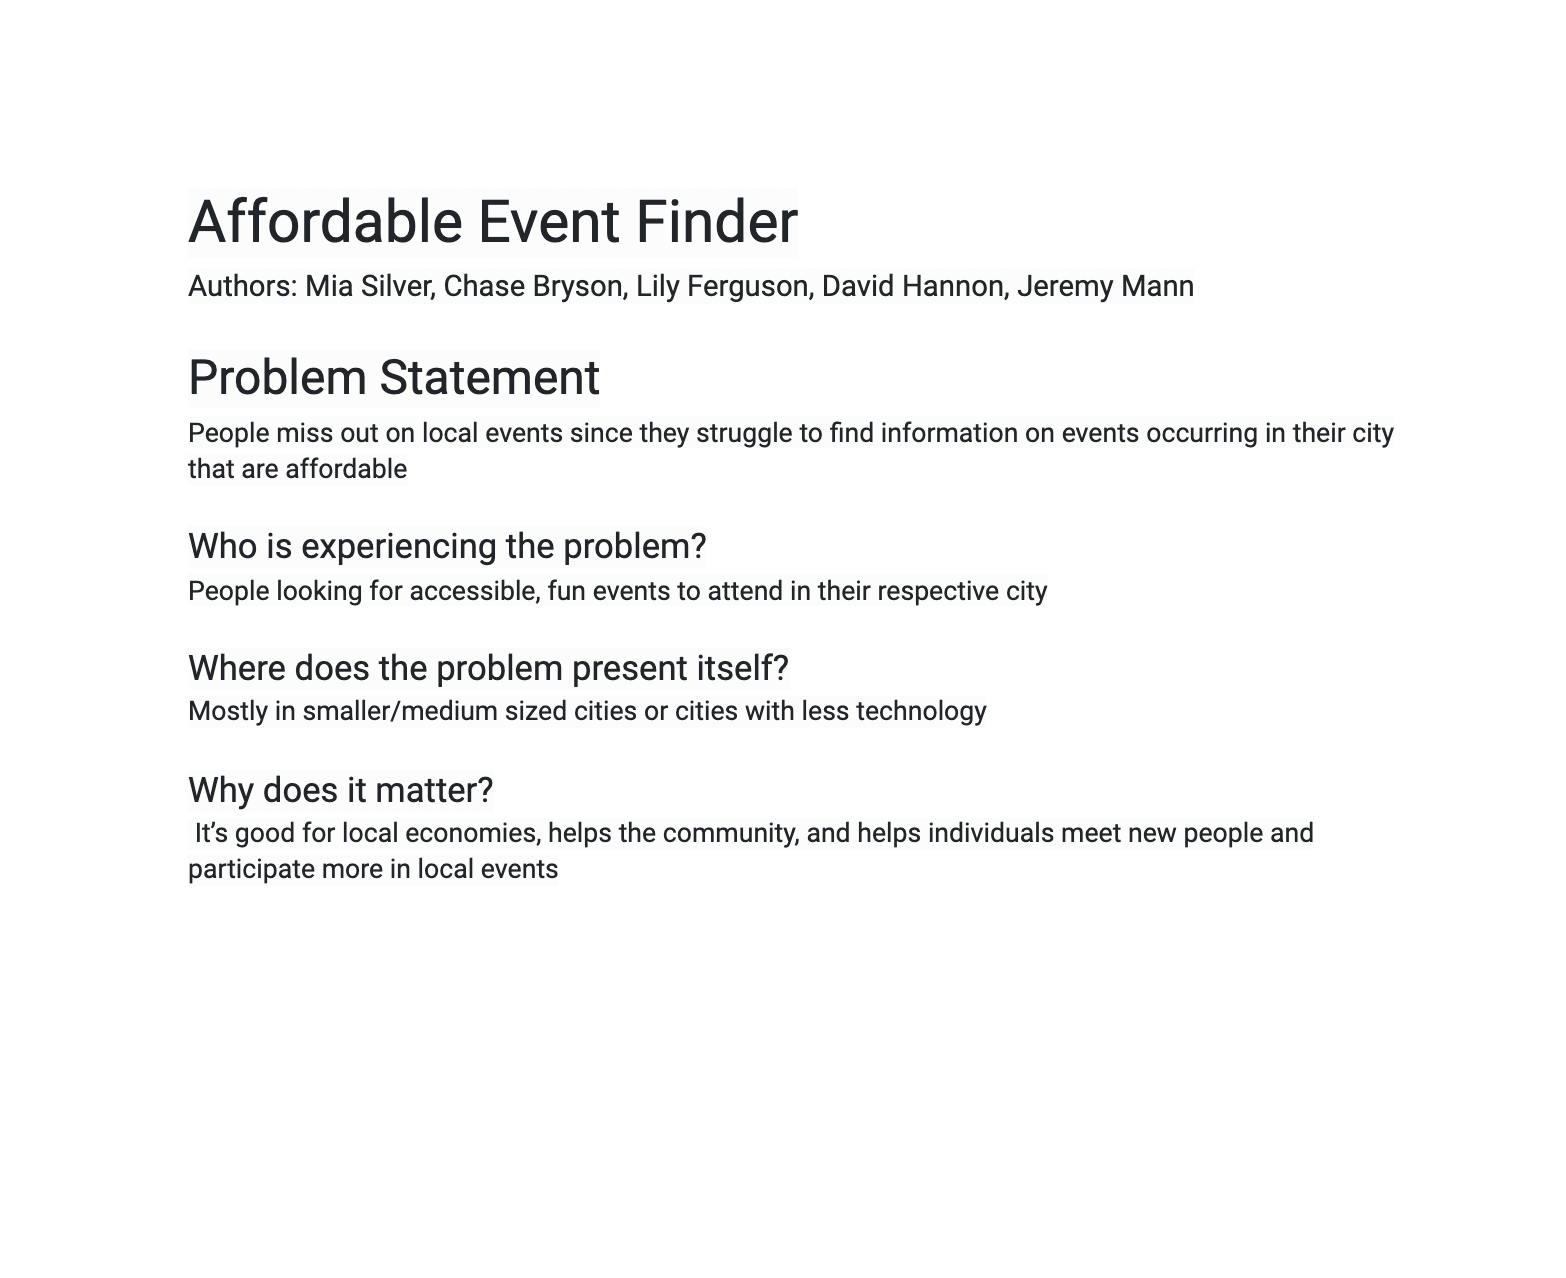 Affordable Event Finder
Authors: Mia Silver, Chase Bryson, Lily Ferguson, David Hannon, Jeremy Mann
Problem Statement
People miss out on local events since they struggle to find information on events occurring in their city
that are affordable
Who is experiencing the problem?
People looking for accessible, fun events to attend in their respective city
Where does the problem present itself?
Mostly in smaller/medium sized cities or cities with less technology
Why does it matter?
It’s good for local economies, helps the community, and helps individuals meet new people and
participate more in local events